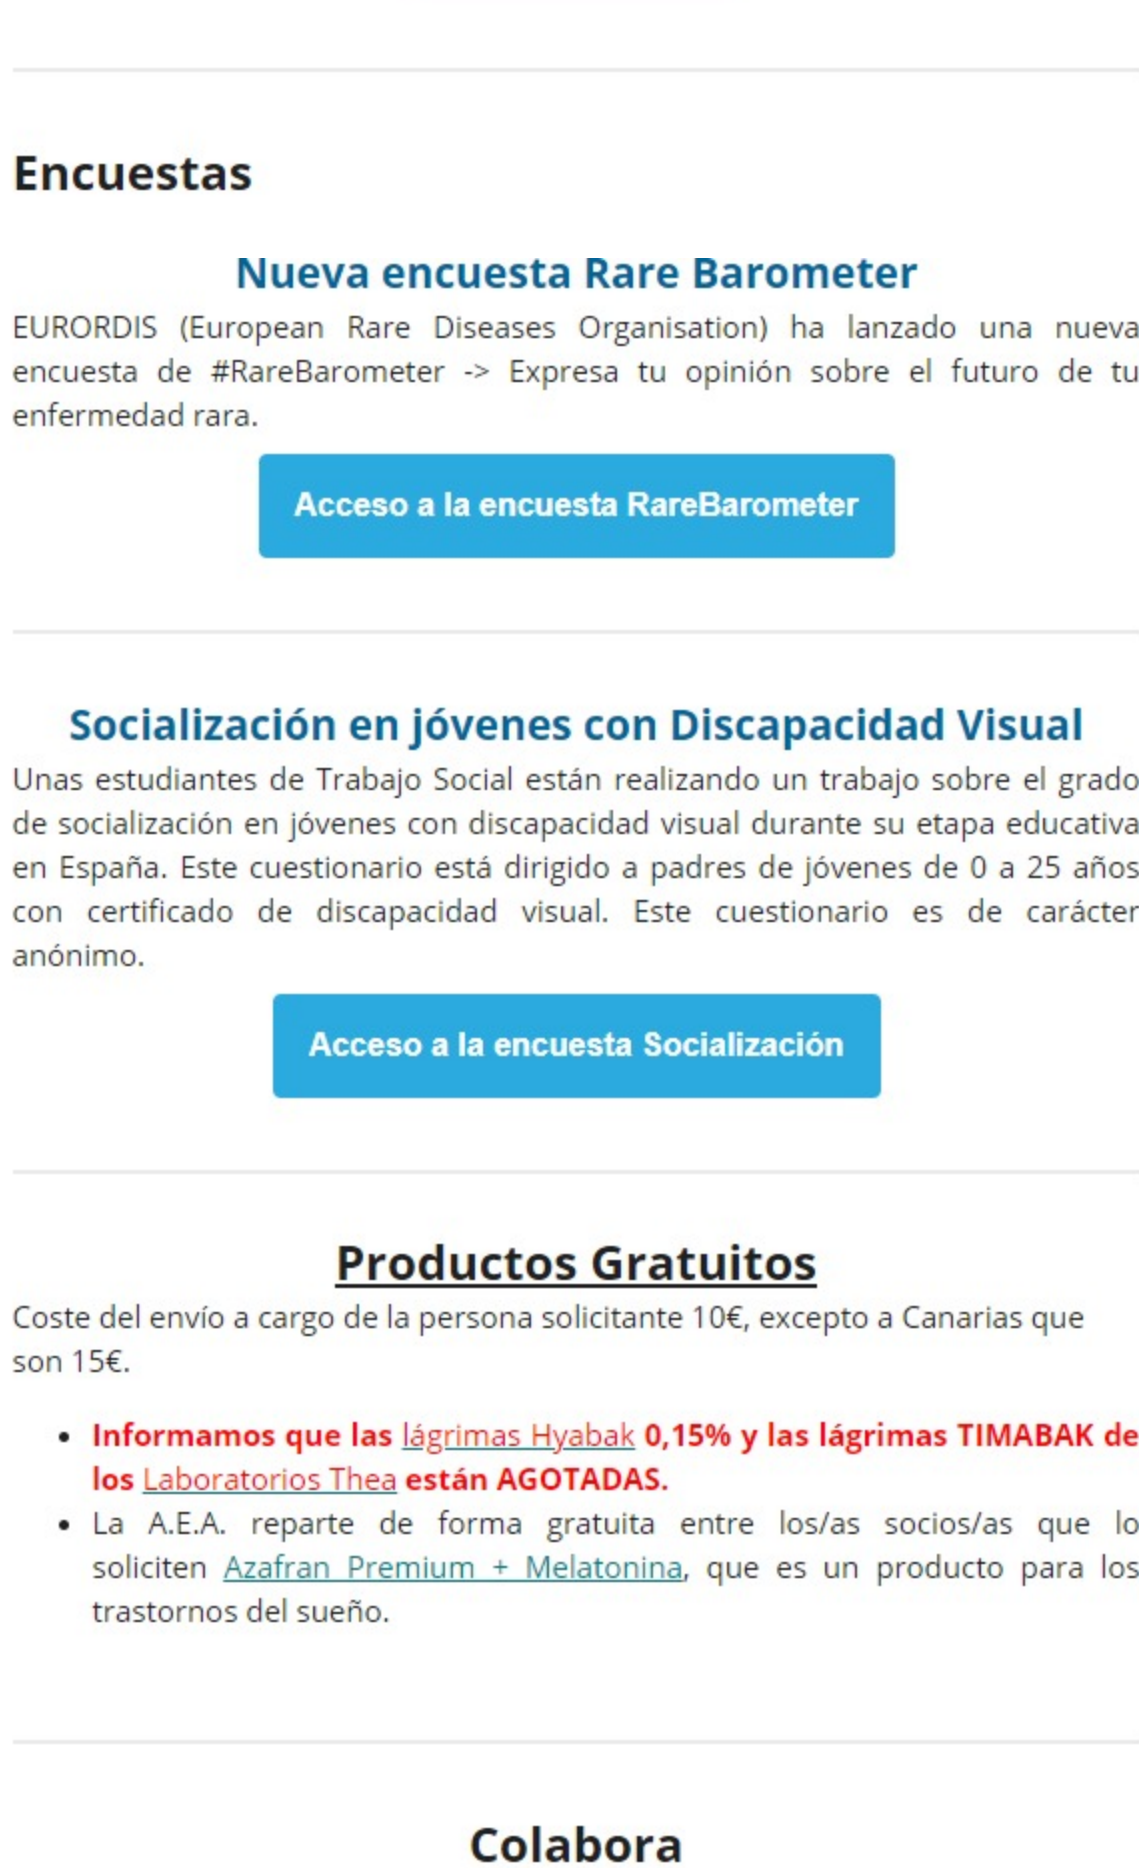 Encuestas
Nueva encuesta Rare Barometer
EURORDIS (European Rare Diseases Organisation) ha lanzado una nueva
encuesta de #RareBarometer -> Expresa tu opinión sobre el futuro de tu
enfermedad rara.
Acceso a la encuesta RareBarometer
Socialización en jóvenes con Discapacidad Visual
Unas estudiantes de Trabajo Social están realizando un trabajo sobre el grado
de socialización en jóvenes con discapacidad visual durante su etapa educativa
en España. Este cuestionario está dirigido a padres de jóvenes de 0 a 25 años
con certificado de discapacidad visual. Este cuestionario es de carácter
anónimo.
Acceso a la encuesta Socialización
Productos Gratuitos
Coste del envío a cargo de la persona solicitante 10€, excepto a Canarias que
son 15€.
• Informamos que las lágrimas Hyabak 0,15% y las lágrimas TIMABAK de
los Laboratorios Thea están AGOTADAS.
• La A.E.A. reparte de forma gratuita entre los/as socios/as que lo
soliciten Azafran Premium + Melatonina, que es un producto para los
trastornos del sueño.
Colabora